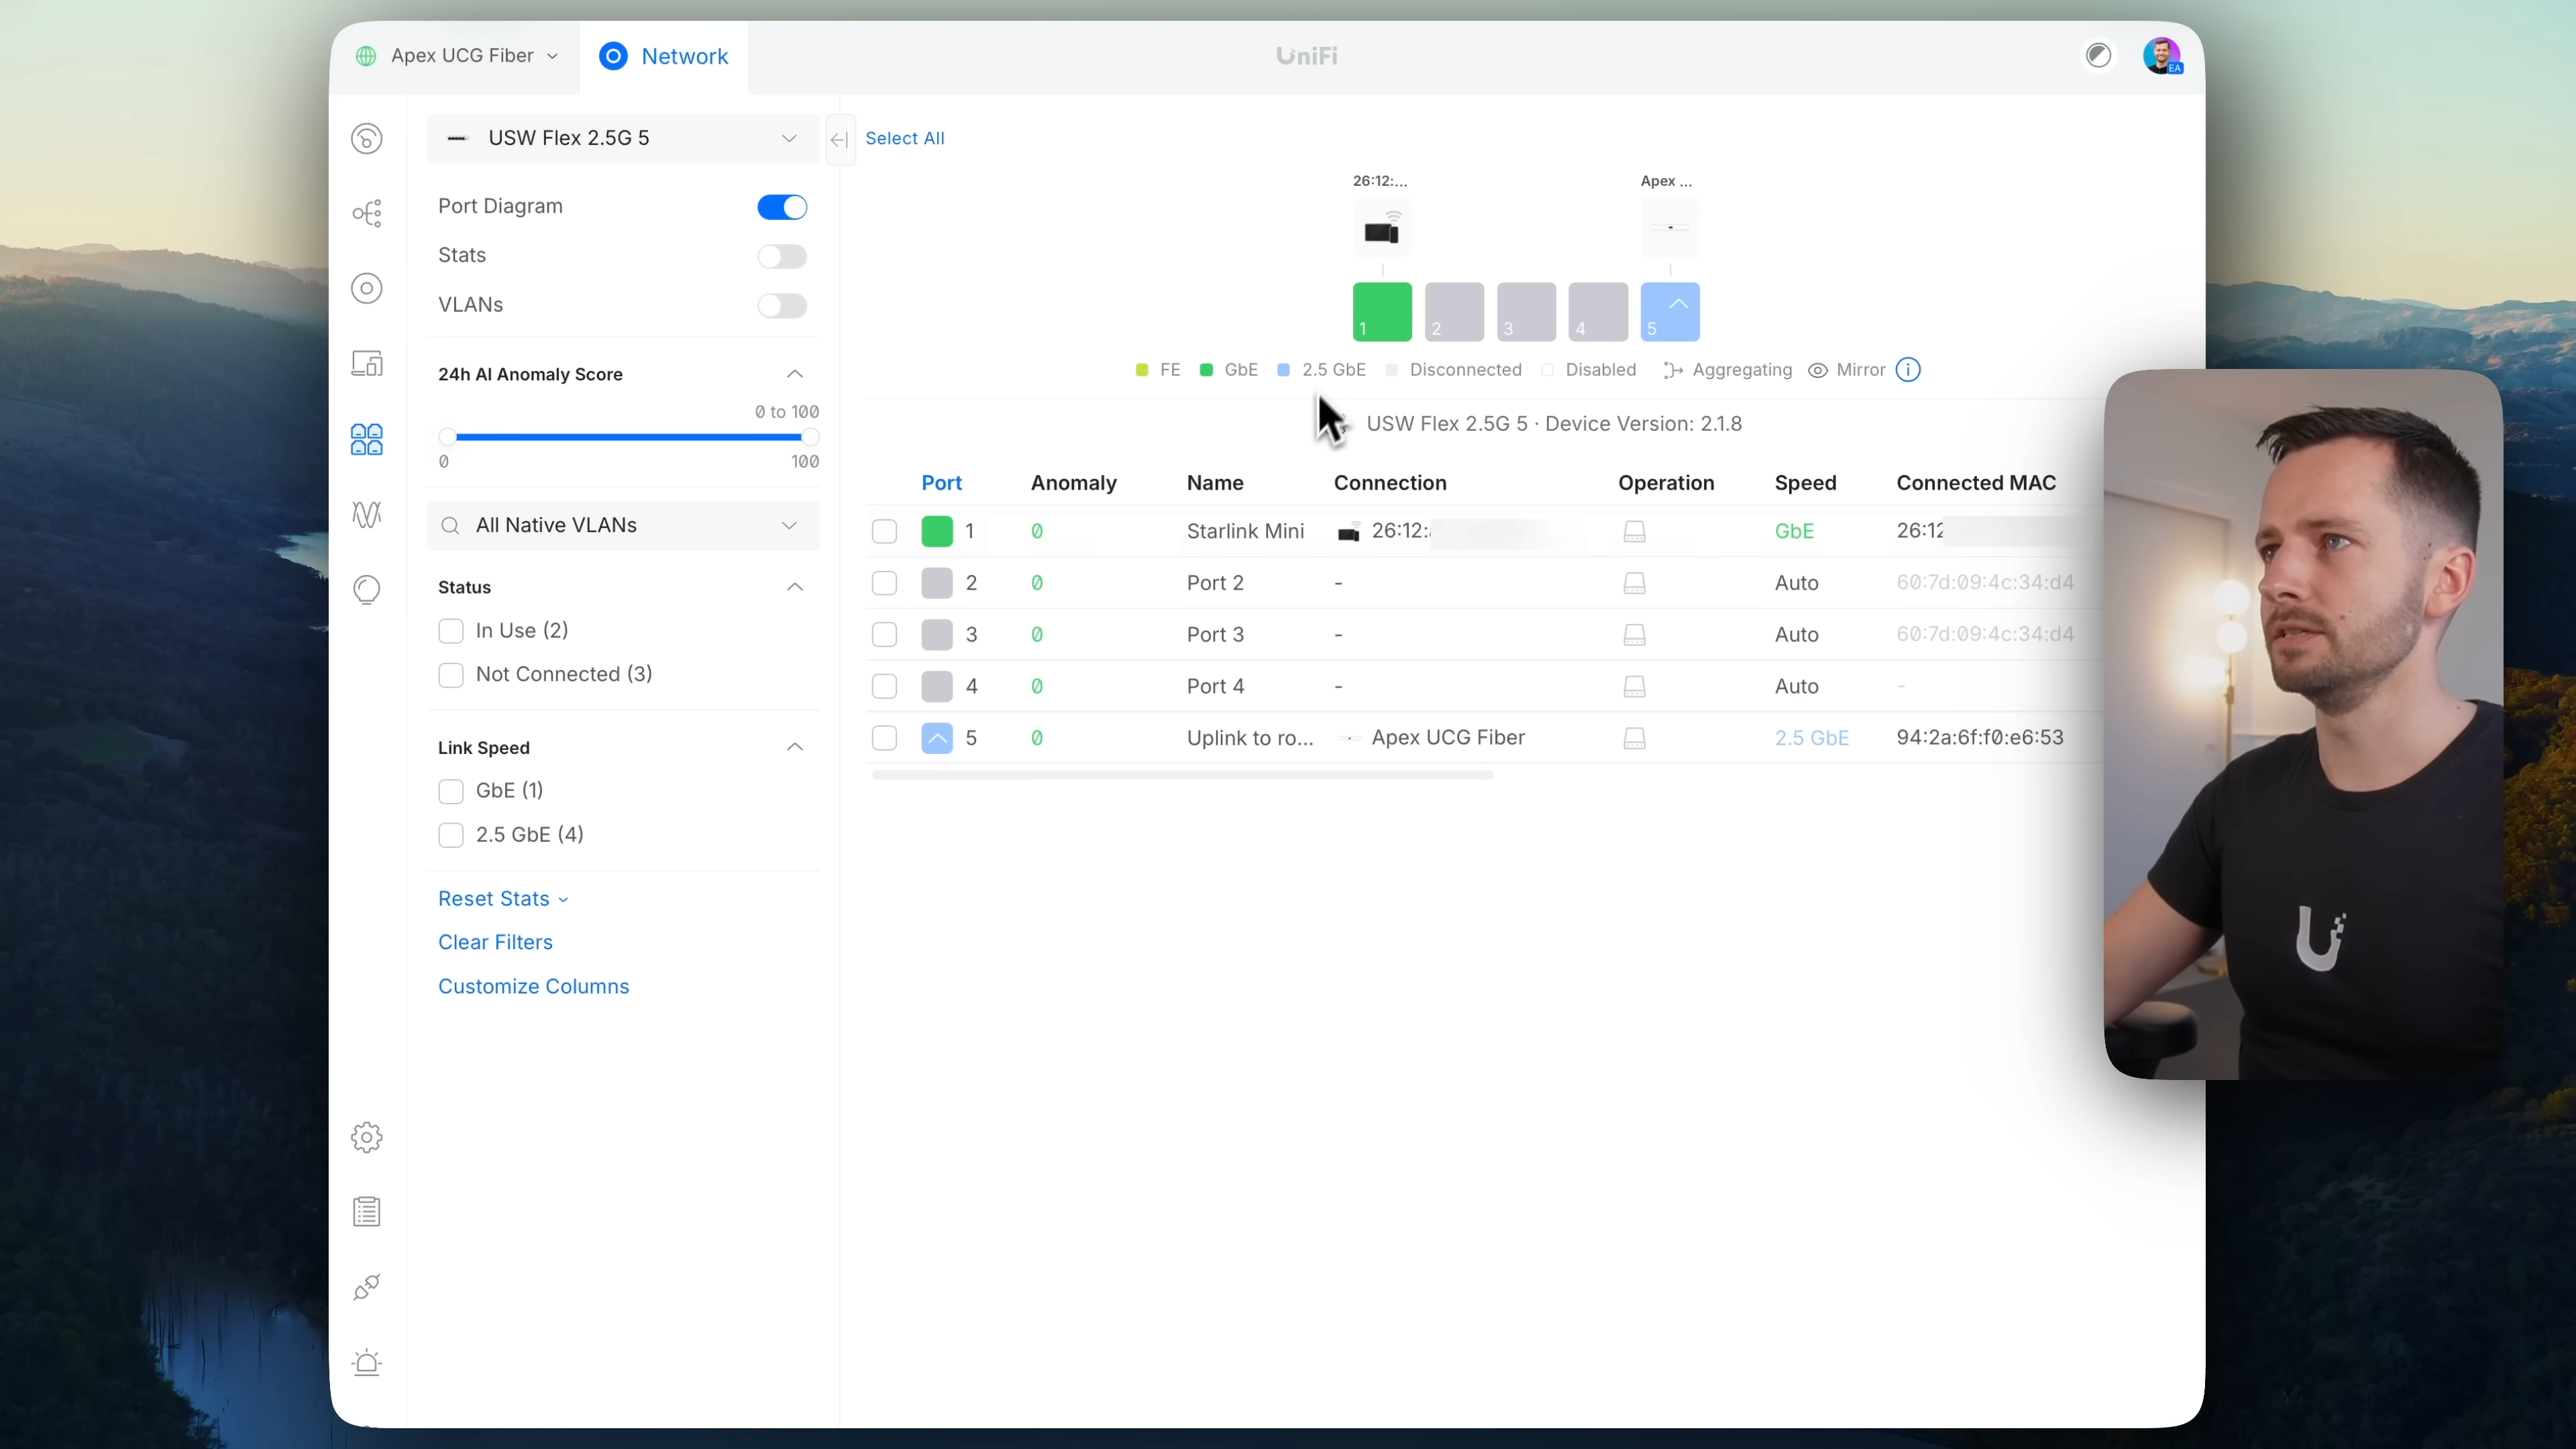 Apex UCG Fiber
Network
UniFi
EA
USW Flex 2.5G 5
Select All
Port Diagram
Stats
VLANs
24h AI Anomaly Score
0 to 100
0 100
All Native VLANs
Status
In Use (2)
Not Connected (3)
Link Speed
GbE (1)
2.5 GbE (4)
Reset Stats
Clear Filters
Customize Columns
26:12:... Apex ...
1 2 3 4 5
FE GbE 2.5 GbE Disconnected Disabled Aggregating Mirror
USW Flex 2.5G 5 · Device Version: 2.1.8
Port Anomaly Name Connection Operation Speed Connected MAC
1 0 Starlink Mini 26:12: GbE 26:12
2 0 Port 2 - Auto 60:7d:09:4c:34:d4
3 0 Port 3 - Auto 60:7d:09:4c:34:d4
4 0 Port 4 - Auto -
5 0 Uplink to ro... Apex UCG Fiber 2.5 GbE 94:2a:6f:f0:e6:53